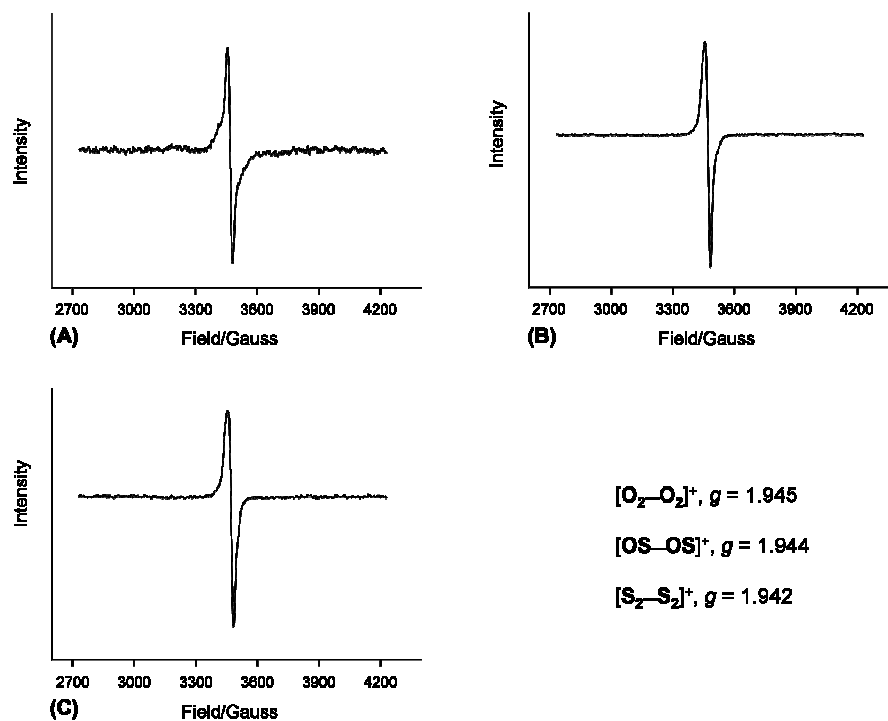 Intensity
2700 3000 3300 3600 3900 4200
(A) Field/Gauss
Intensity
2700 3000 3300 3600 3900 4200
(B) Field/Gauss
Intensity
2700 3000 3300 3600 3900 4200
(C) Field/Gauss
[O₂—O₂]⁺, g = 1.945
[OS—OS]⁺, g = 1.944
[S₂—S₂]⁺, g = 1.942